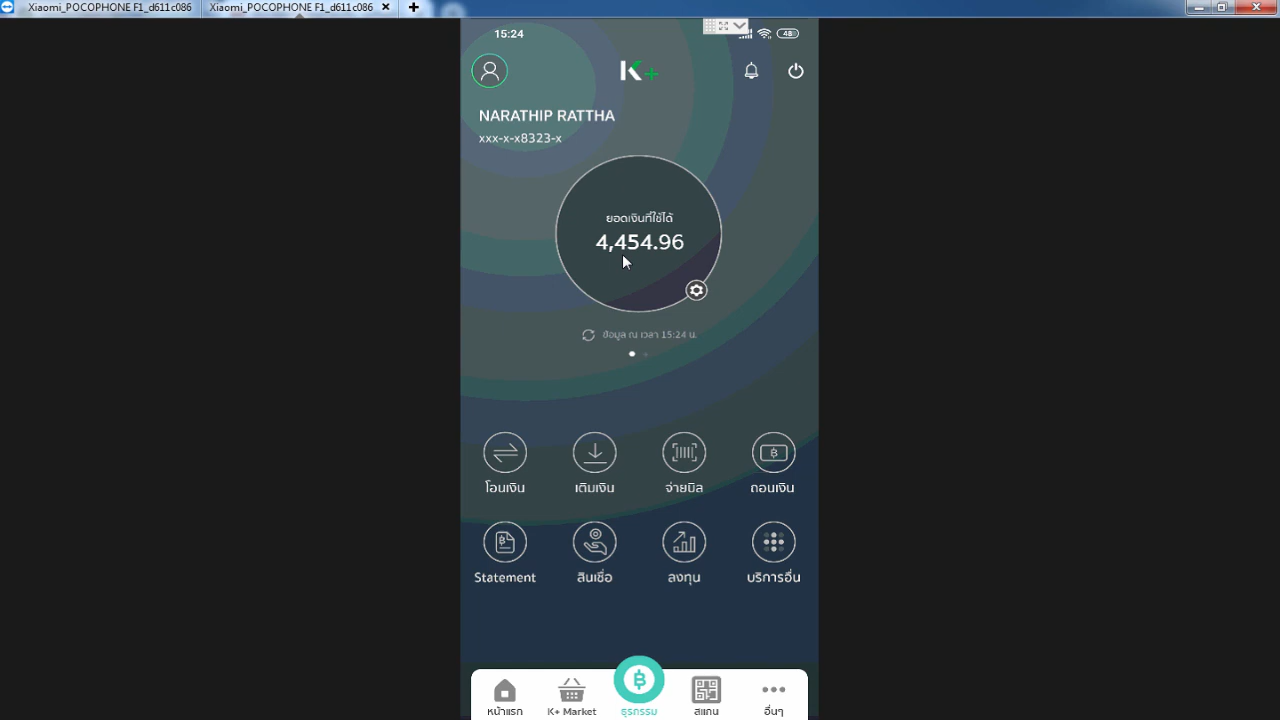 Xiaomi_POCOPHONE F1_d611c086 Xiaomi_POCOPHONE F1_d611c086
15:24 48
K+
NARATHIP RATTHA
xxx-x-x8323-x
ยอดเงินที่ใช้ได้
4,454.96
ข้อมูล ณ เวลา 15:24 น.
โอนเงิน เติมเงิน จ่ายบิล ถอนเงิน
Statement สินเชื่อ ลงทุน บริการอื่น
หน้าแรก K+ Market ธุรกรรม สแกน อื่นๆ